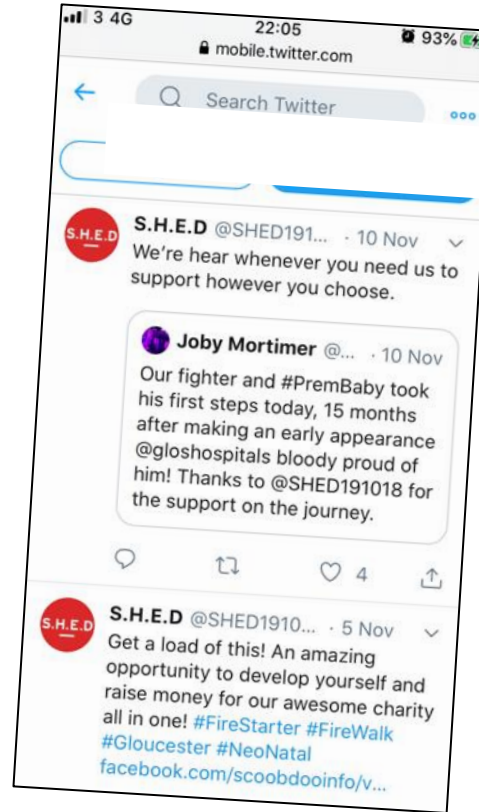 3 4G 22:05 93%
mobile.twitter.com
Search Twitter
S.H.E.D S.H.E.D @SHED191... · 10 Nov
We're hear whenever you need us to
support however you choose.
Joby Mortimer @... · 10 Nov
Our fighter and #PremBaby took
his first steps today, 15 months
after making an early appearance
@gloshospitals bloody proud of
him! Thanks to @SHED191018 for
the support on the journey.
4
S.H.E.D S.H.E.D @SHED1910... · 5 Nov
Get a load of this! An amazing
opportunity to develop yourself and
raise money for our awesome charity
all in one! #FireStarter #FireWalk
#Gloucester #NeoNatal
facebook.com/scoobdooinfo/v...